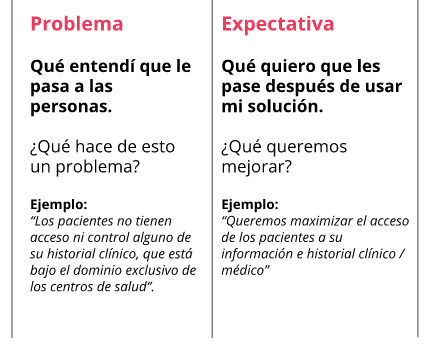 Problema
Qué entendí que le
pasa a las
personas.
¿Qué hace de esto
un problema?
Ejemplo:
“Los pacientes no tienen
acceso ni control alguno de
su historial clínico, que está
bajo el dominio exclusivo de
los centros de salud”.
Expectativa
Qué quiero que les
pase después de usar
mi solución.
¿Qué queremos
mejorar?
Ejemplo:
“Queremos maximizar el acceso
de los pacientes a su
información e historial clínico /
médico”